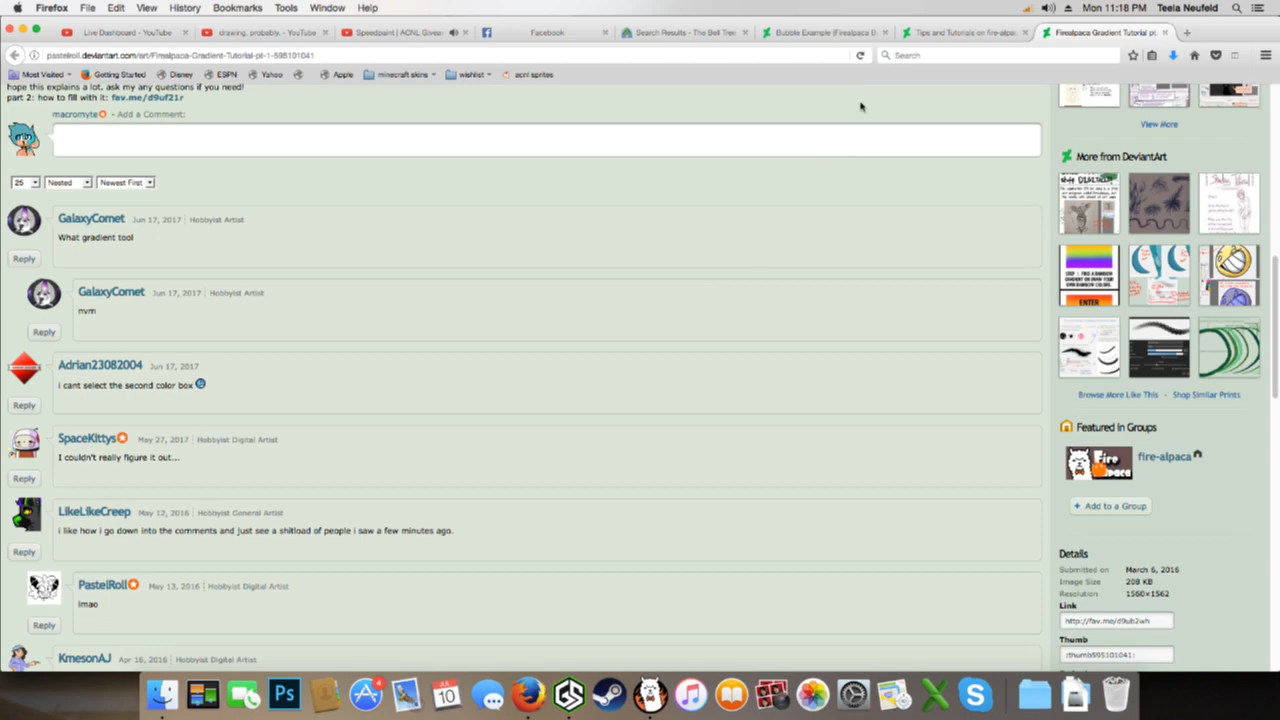 Firefox File Edit View History Bookmarks Tools Window Help Mon 11:18 PM Teela Neufeld
Live Dashboard - YouTube drawing, probably. - YouTube Speedpaint | ACNL Giveaw Facebook Search Results - The Bell Tree Bubble Example (Firealpaca B Tips and Tutorials on fire-alpac Firealpaca Gradient Tutorial pt.
pastelroll.deviantart.com/art/Firealpaca-Gradient-Tutorial-pt-1-595101041 Search
Most Visited Getting Started Disney ESPN Yahoo Apple minecraft skins wishlist acnl sprites
hope this explains a lot. ask my any questions if you need!
part 2: how to fill with it: fav.me/d9uf21r
macromyte - Add a Comment:
25 Nested Newest First
GalaxyComet Jun 17, 2017 Hobbyist Artist
What gradient tool
Reply
GalaxyComet Jun 17, 2017 Hobbyist Artist
nvm
Reply
Adrian23082004 Jun 17, 2017
i cant select the second color box
Reply
SpaceKittys May 27, 2017 Hobbyist Digital Artist
I couldn't really figure it out...
Reply
LikeLikeCreep May 12, 2016 Hobbyist General Artist
i like how i go down into the comments and just see a shitload of people i saw a few minutes ago.
Reply
PastelRoll May 13, 2016 Hobbyist Digital Artist
lmao
Reply
KmesonAJ Apr 16, 2016 Hobbyist Digital Artist
View More
More from DeviantArt
ENTER
Browse More Like This · Shop Similar Prints
Featured in Groups
Fire Alpaca
fire-alpaca
+ Add to a Group
Details
Submitted on March 6, 2016
Image Size 208 KB
Resolution 1560×1562
Link
http://fav.me/d9ub2wh
Thumb
:thumb595101041:
4
Ps
10